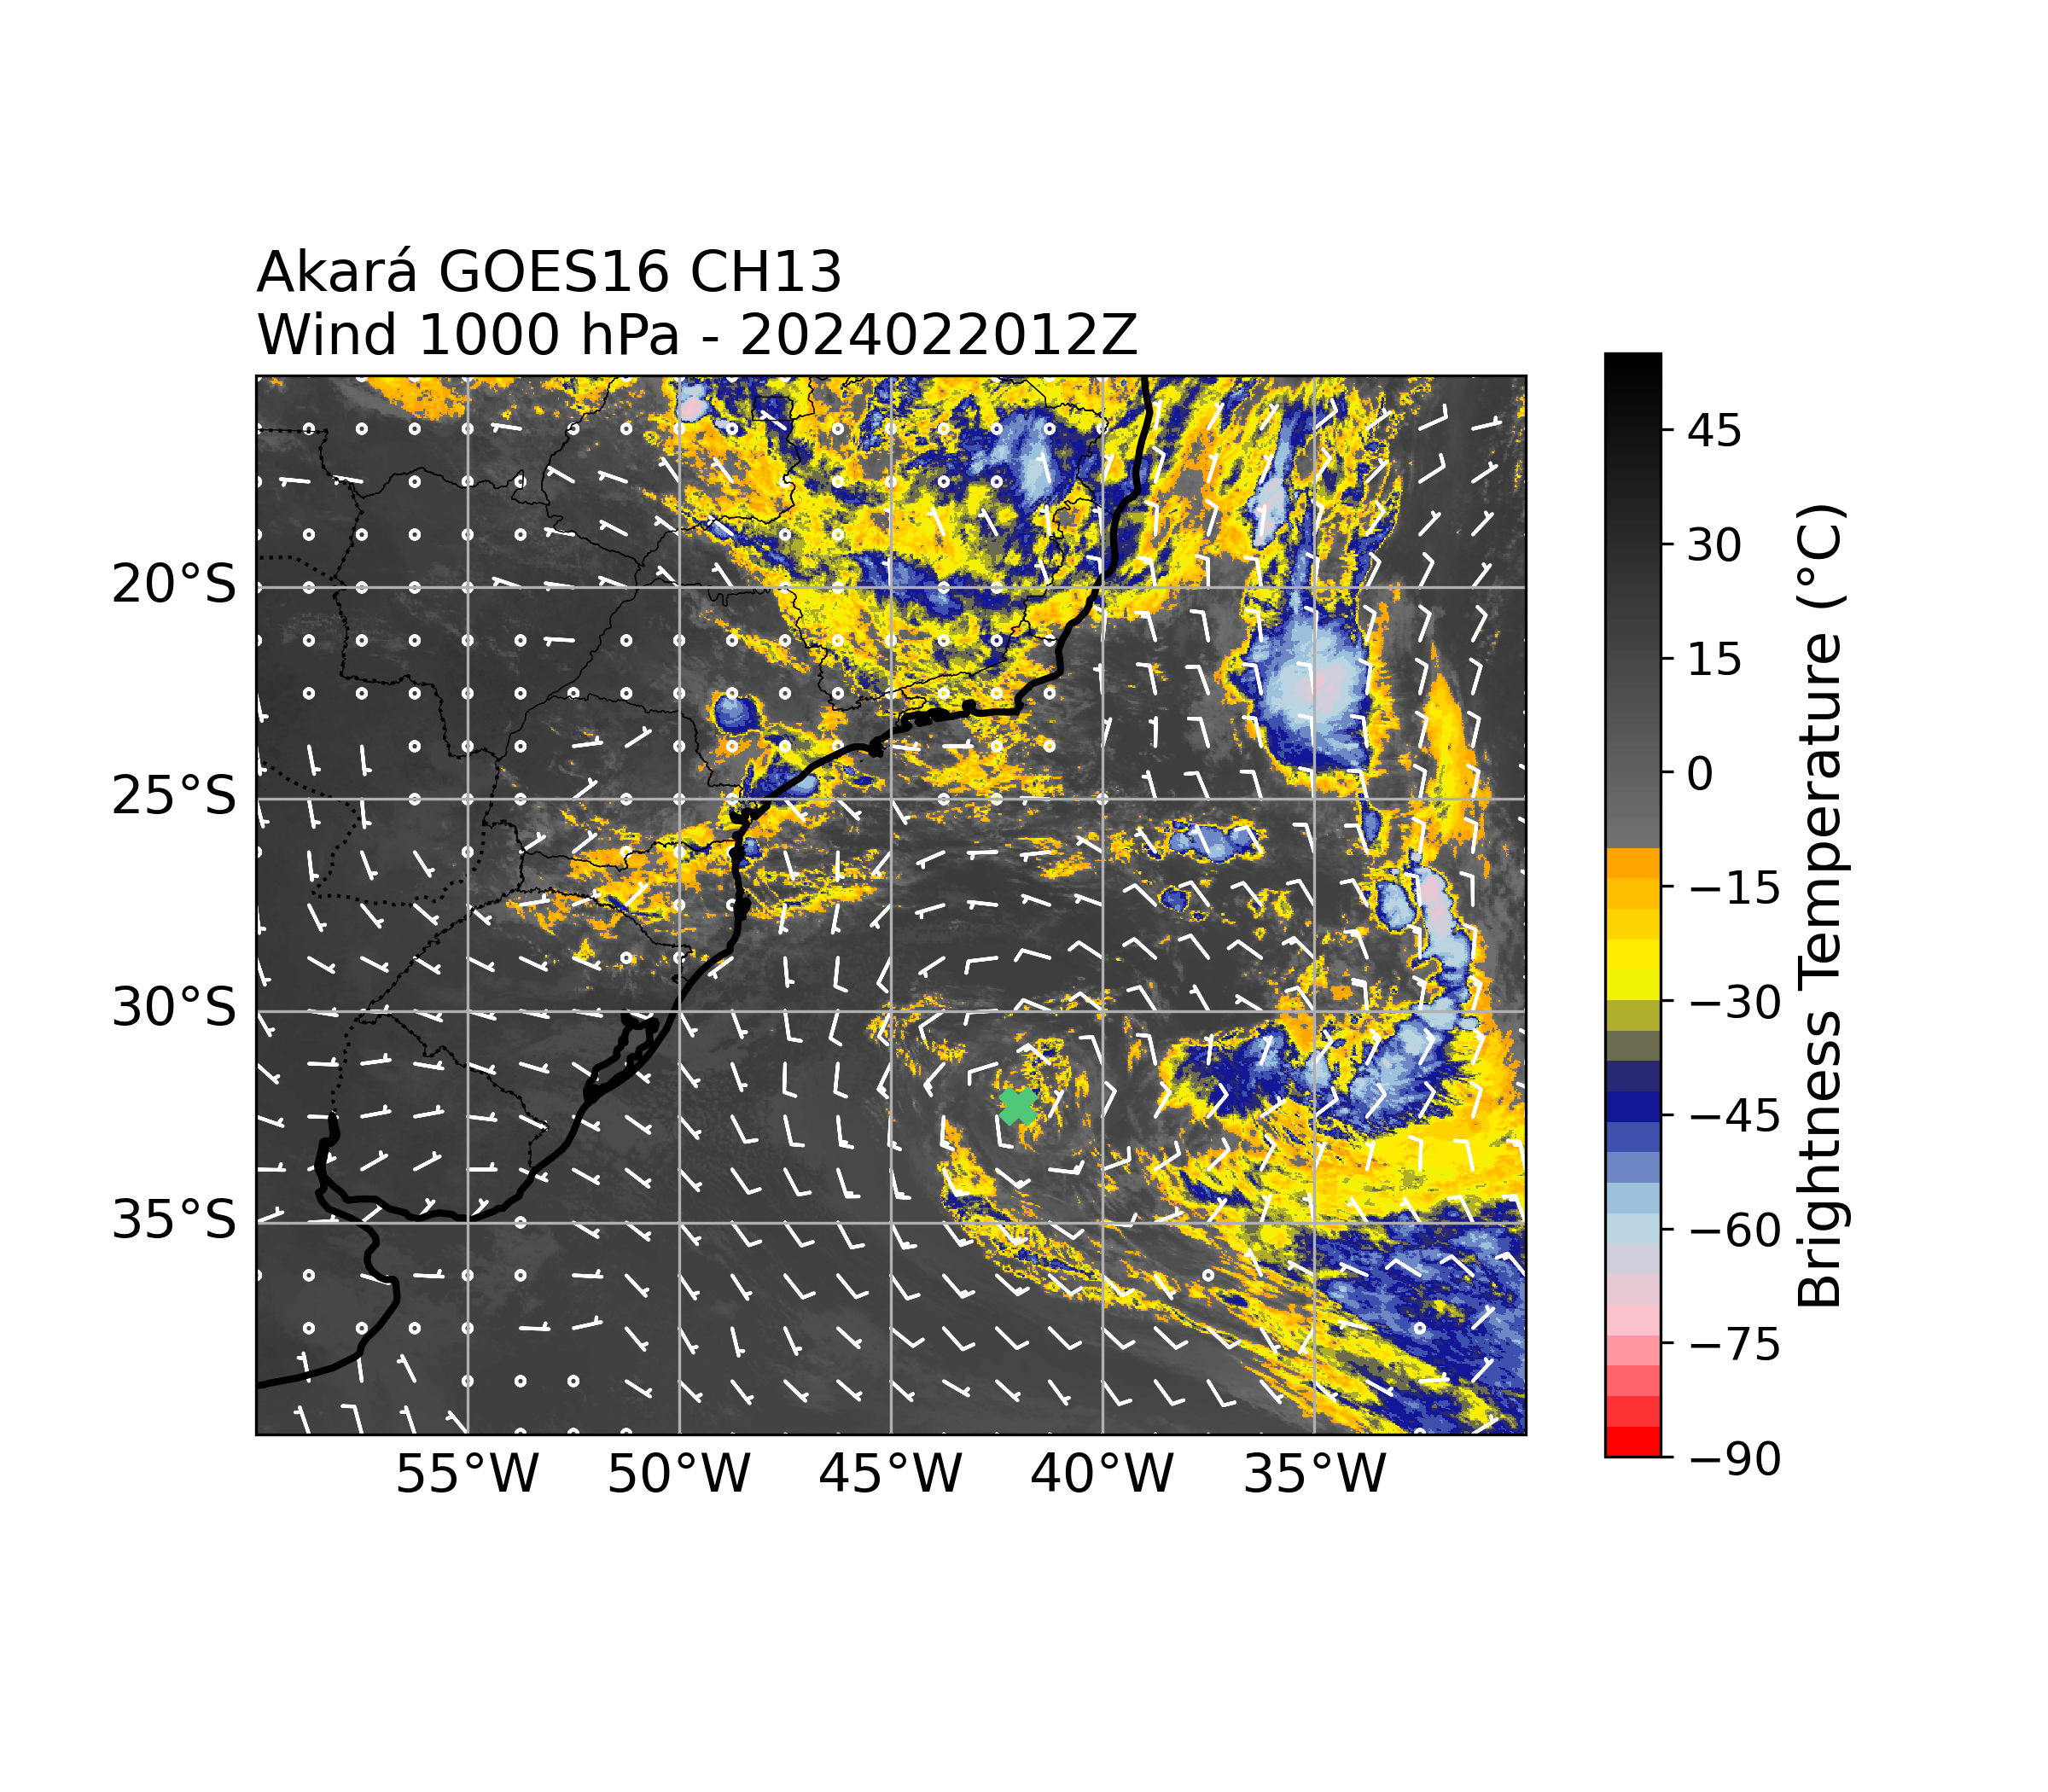 Akará GOES16 CH13
Wind 1000 hPa - 2024022012Z
20°S
25°S
30°S
35°S
55°W
50°W
45°W
40°W
35°W
45
30
15
0
−15
−30
−45
−60
−75
−90
Brightness Temperature (°C)